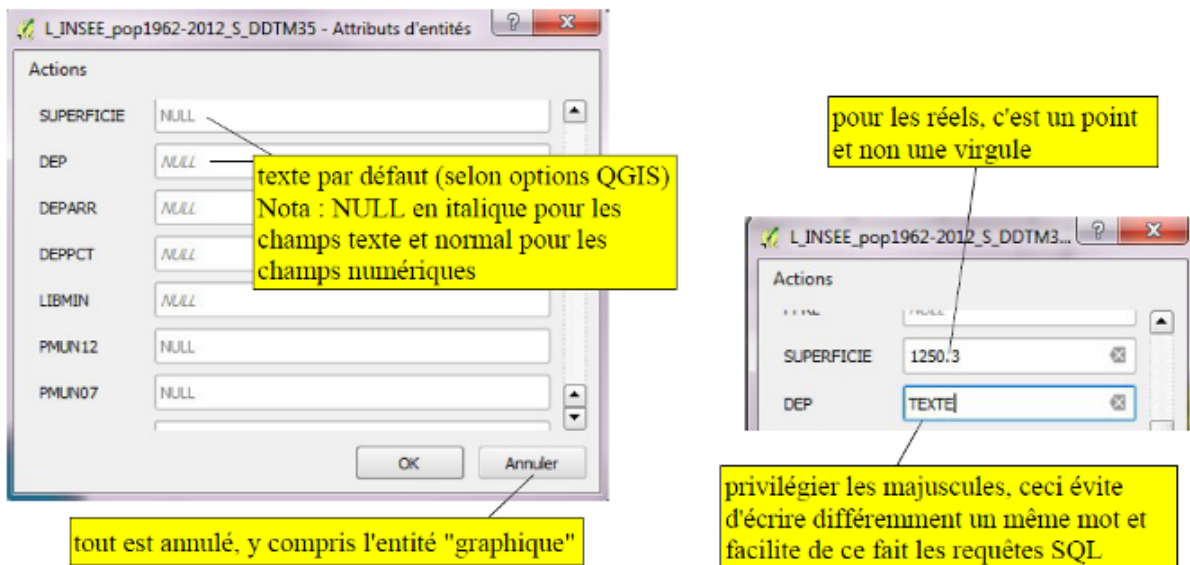 L_INSEE_pop1962-2012_S_DDTM35 - Attributs d'entités
Actions
SUPERFICIE NULL
DEP NULL
DEPARR NULL
DEPPCT NULL
LIBMIN NULL
PMUN12 NULL
PMUN07 NULL
OK Annuler
texte par défaut (selon options QGIS)
Nota : NULL en italique pour les
champs texte et normal pour les
champs numériques
tout est annulé, y compris l'entité "graphique"
pour les réels, c'est un point
et non une virgule
L_INSEE_pop1962-2012_S_DDTM3...
Actions
NULL
SUPERFICIE 1250.3
DEP TEXTE
privilégier les majuscules, ceci évite
d'écrire différemment un même mot et
facilite de ce fait les requêtes SQL